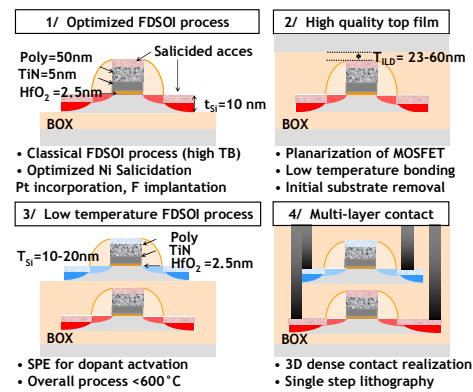 1/ Optimized FDSOI process
Poly=50nm
Salicided acces
TiN=5nm
HfO2=2.5nm
tSi=10 nm
BOX
• Classical FDSOI process (high TB)
• Optimized Ni Salicidation
Pt incorporation, F implantation
2/ High quality top film
TILD= 23-60nm
BOX
• Planarization of MOSFET
• Low temperature bonding
• Initial substrate removal
3/ Low temperature FDSOI process
Poly
TiN
TSi=10-20nm
HfO2=2.5nm
BOX
• SPE for dopant actvation
• Overall process <600°C
4/ Multi-layer contact
BOX
• 3D dense contact realization
• Single step lithography